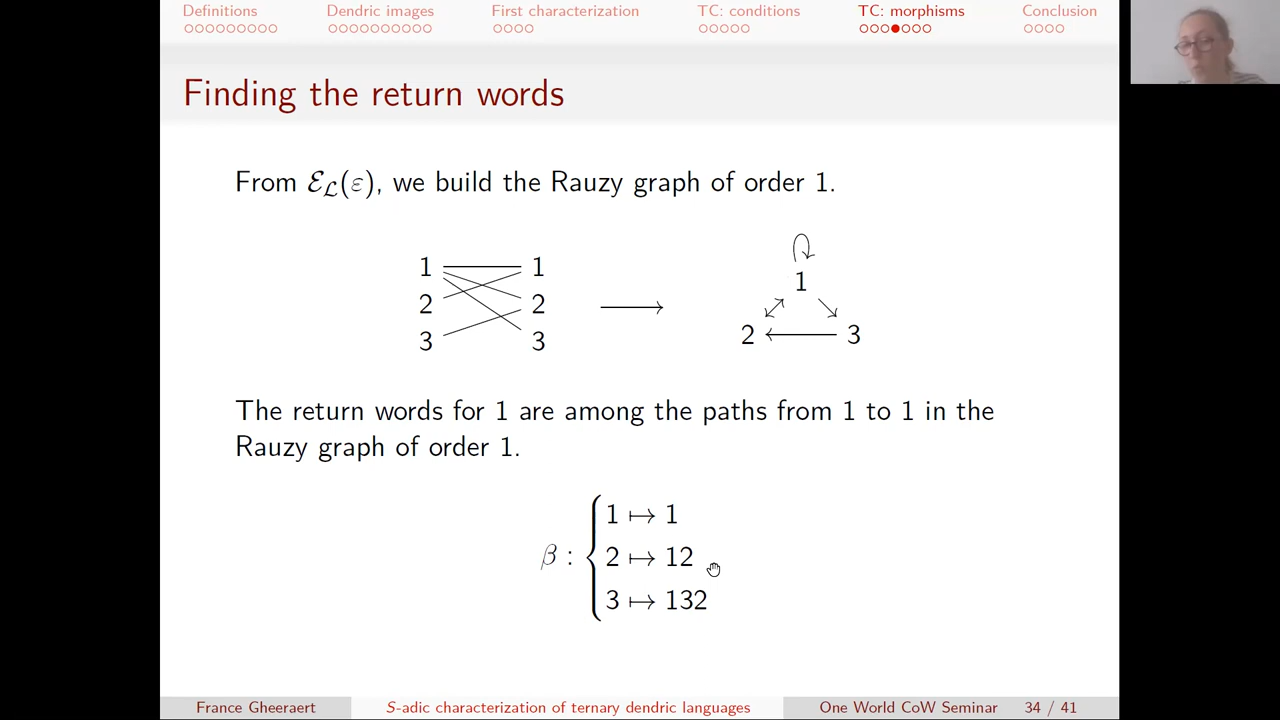 Definitions Dendric images First characterization TC: conditions TC: morphisms Conclusion
Finding the return words
From ℰ_ℒ(ε), we build the Rauzy graph of order 1.
1 1 1
2 2 2 3
3 3
The return words for 1 are among the paths from 1 to 1 in the
Rauzy graph of order 1.
1 ↦ 1
β : 2 ↦ 12
3 ↦ 132
France Gheeraert S-adic characterization of ternary dendric languages One World CoW Seminar 34 / 41